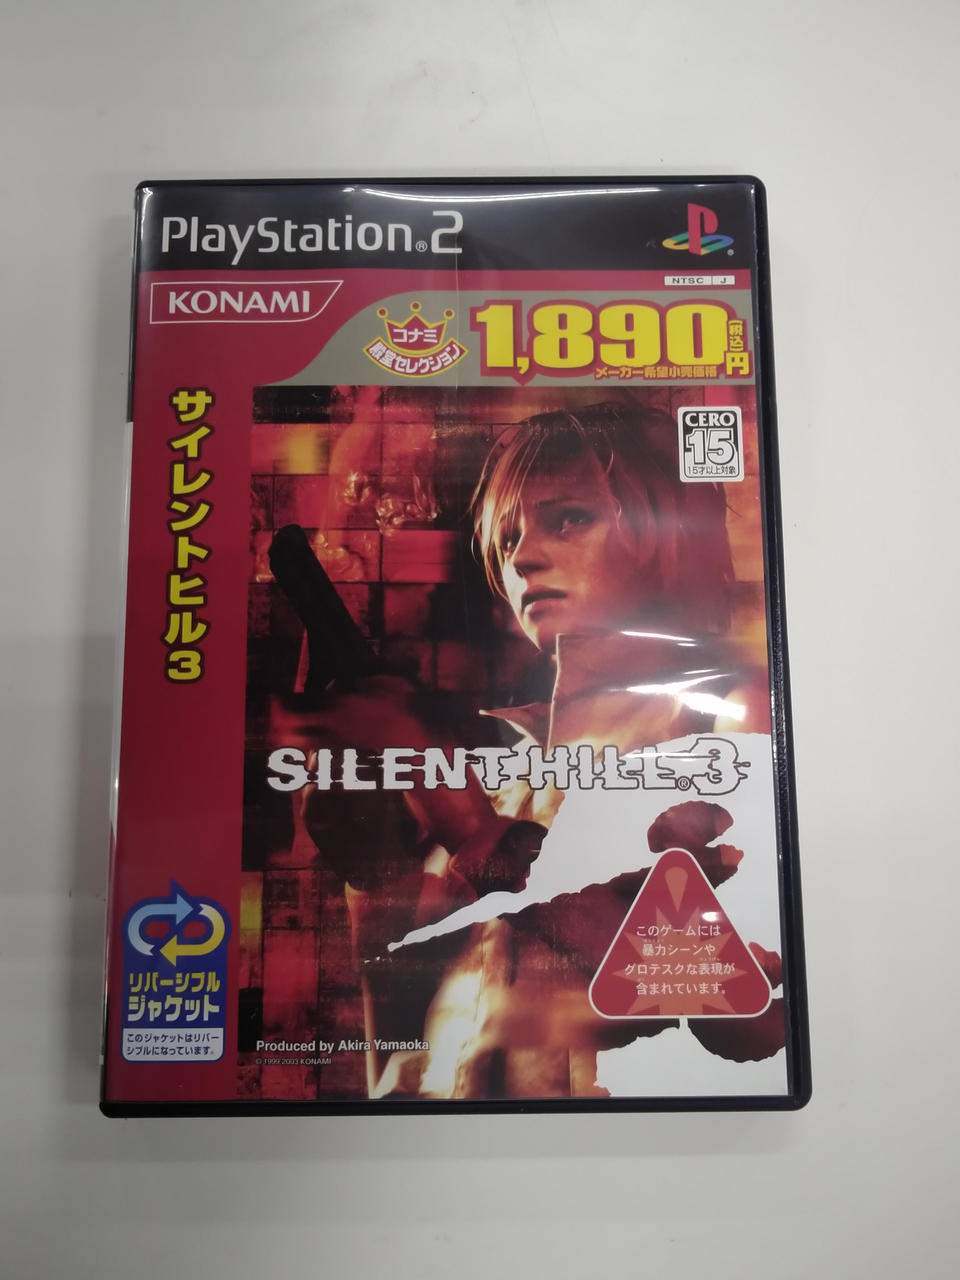 PlayStation®2
®
NTSC J
KONAMI
コナミ
殿堂セレクション
1,890円
(税込)
メーカー希望小売価格
サイレントヒル3
CERO
15
15才以上対象
SILENT HILL®3
このゲームには
暴力シーンや
グロテスクな表現が
含まれています。
リバーシブル
ジャケット
このジャケットはリバー
シブルになっています。
Produced by Akira Yamaoka
© 1999 2003 KONAMI